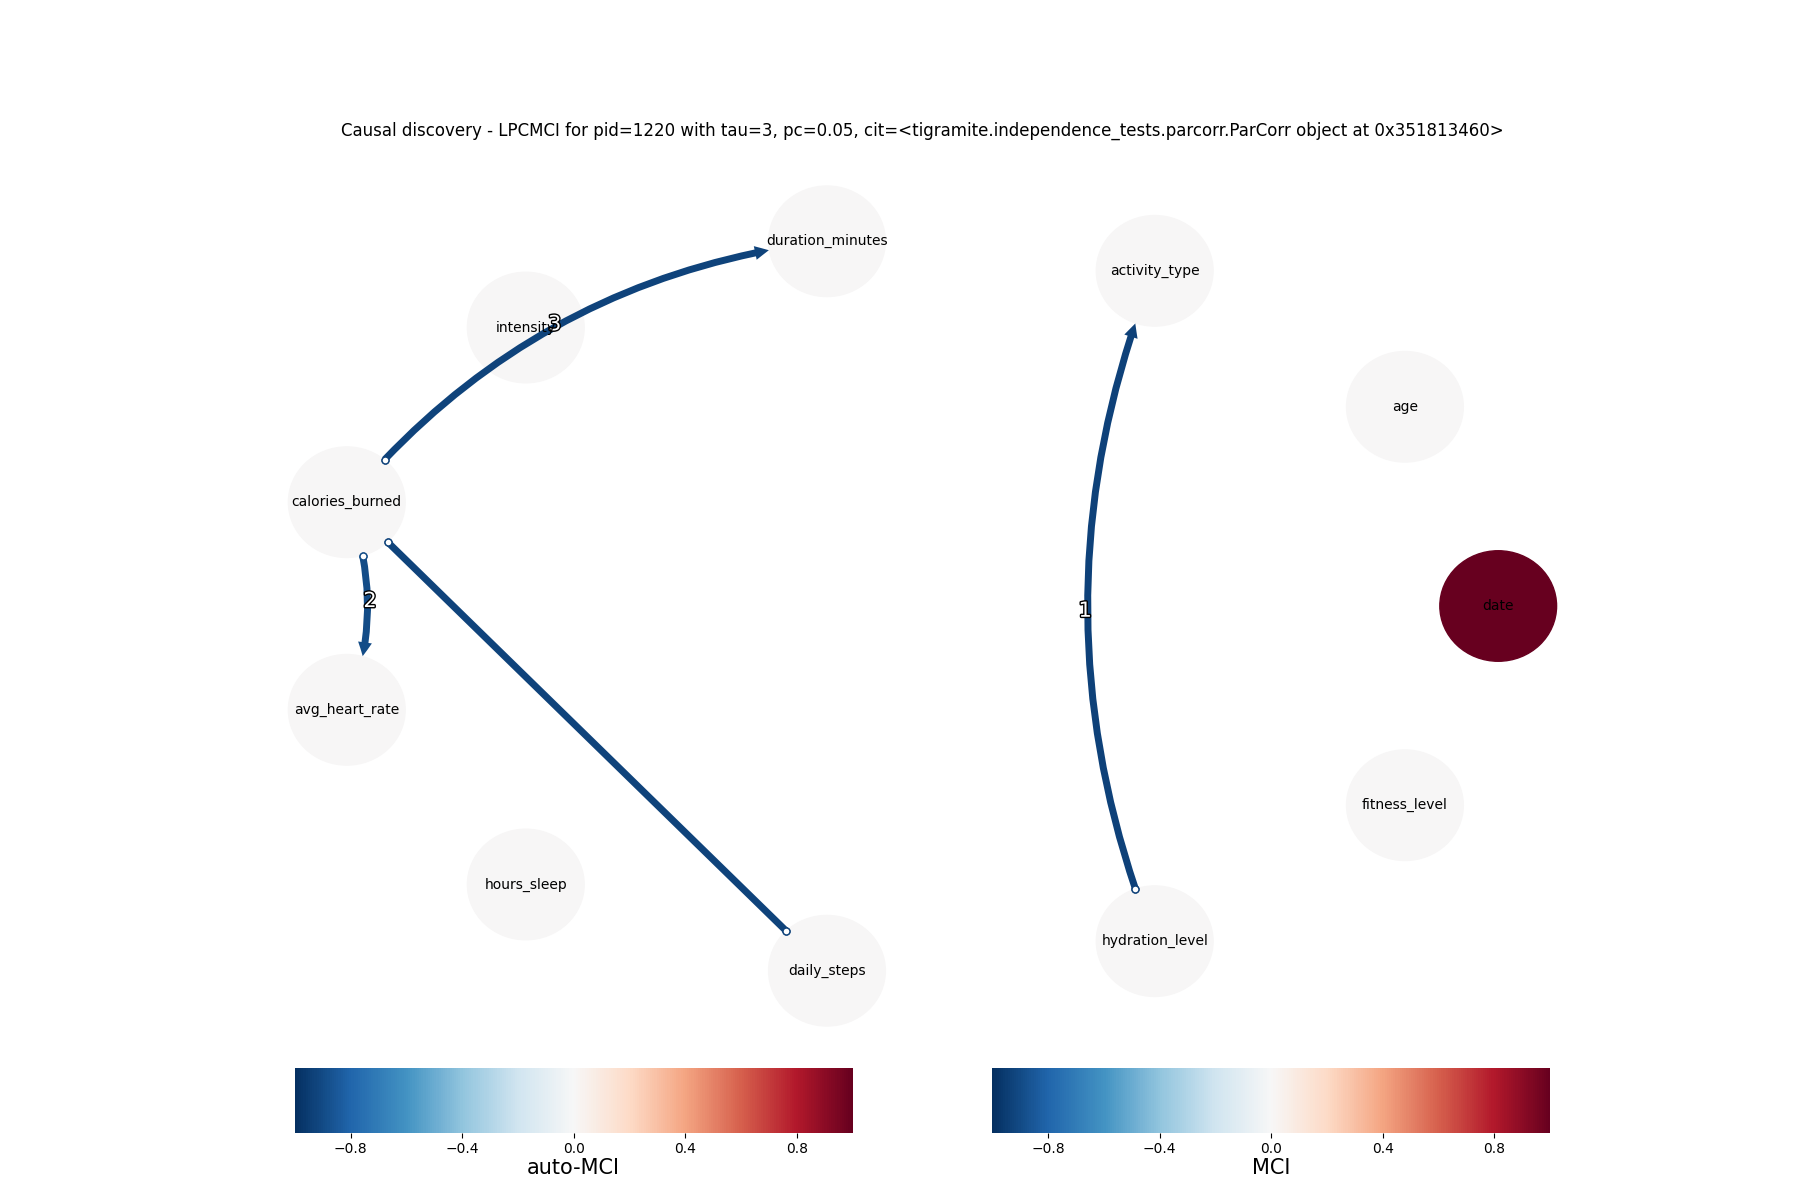 Causal discovery - LPCMCI for pid=1220 with tau=3, pc=0.05, cit=<tigramite.independence_tests.parcorr.ParCorr object at 0x351813460>
duration_minutes
activity_type
intensity
3
age
calories_burned
2
date
1
avg_heart_rate
fitness_level
hours_sleep
hydration_level
daily_steps
−0.8 −0.4 0.0 0.4 0.8
auto-MCI
−0.8 −0.4 0.0 0.4 0.8
MCI